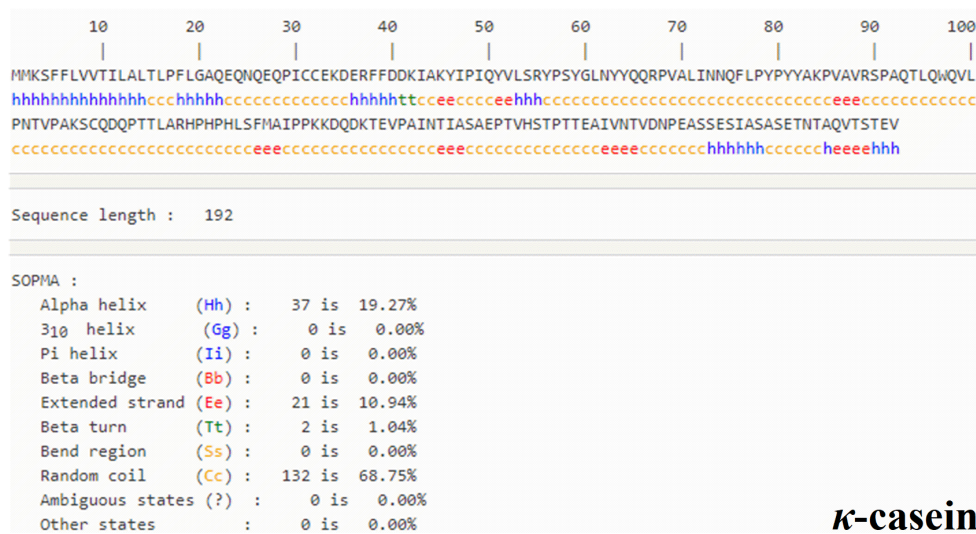 10 20 30 40 50 60 70 80 90 100
| | | | | | | | | |
MMKSFFLVVTILALTLPFLGAQEQNQEQPICCEKDERFFDDKIAKYIPIQYVLSRYPSYGLNYYQQRPVALINNQFLPYPYYAKPVAVRSPAQTLQWQVL
hhhhhhhhhhhhhhccchhhhhccccccccccccchhhhhttcceecccceehhhcccccccccccccccccccccccccccccceeecccccccccccc
PNTVPAKSCQDQPTTLARHPHPHLSFMAIPPKKDQDKTEVPAINTIASAEPTVHSTPTTEAIVNTVDNPEASSESIASASETNTAQVTSTEV
ccccccccccccccccccccccccceeecccccccccccccccceeecccccccccccccceeeeccccccchhhhhhccccccheeeehhh
Sequence length : 192
SOPMA :
Alpha helix (Hh) : 37 is 19.27%
3₁₀ helix (Gg) : 0 is 0.00%
Pi helix (Ii) : 0 is 0.00%
Beta bridge (Bb) : 0 is 0.00%
Extended strand (Ee) : 21 is 10.94%
Beta turn (Tt) : 2 is 1.04%
Bend region (Ss) : 0 is 0.00%
Random coil (Cc) : 132 is 68.75%
Ambiguous states (?) : 0 is 0.00%
Other states : 0 is 0.00%
κ-casein